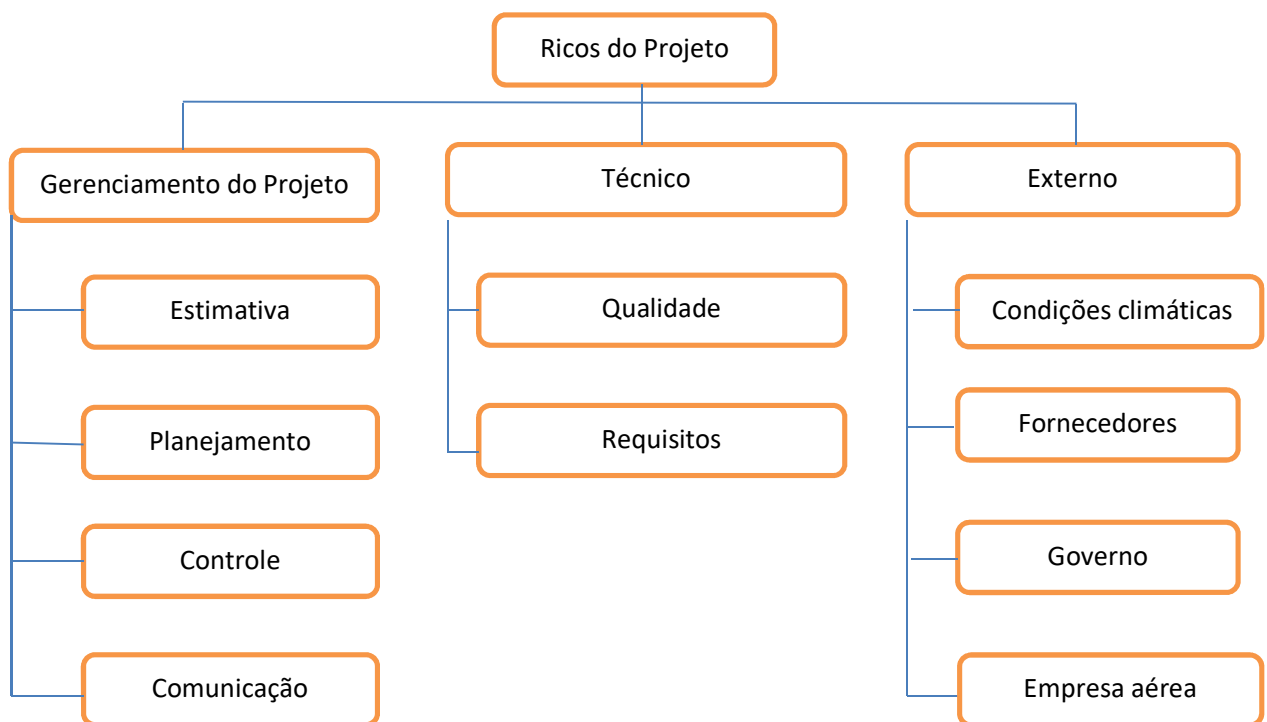 Ricos do Projeto
Gerenciamento do Projeto
Técnico
Externo
Estimativa
Qualidade
Condições climáticas
Planejamento
Requisitos
Fornecedores
Controle
Governo
Comunicação
Empresa aérea